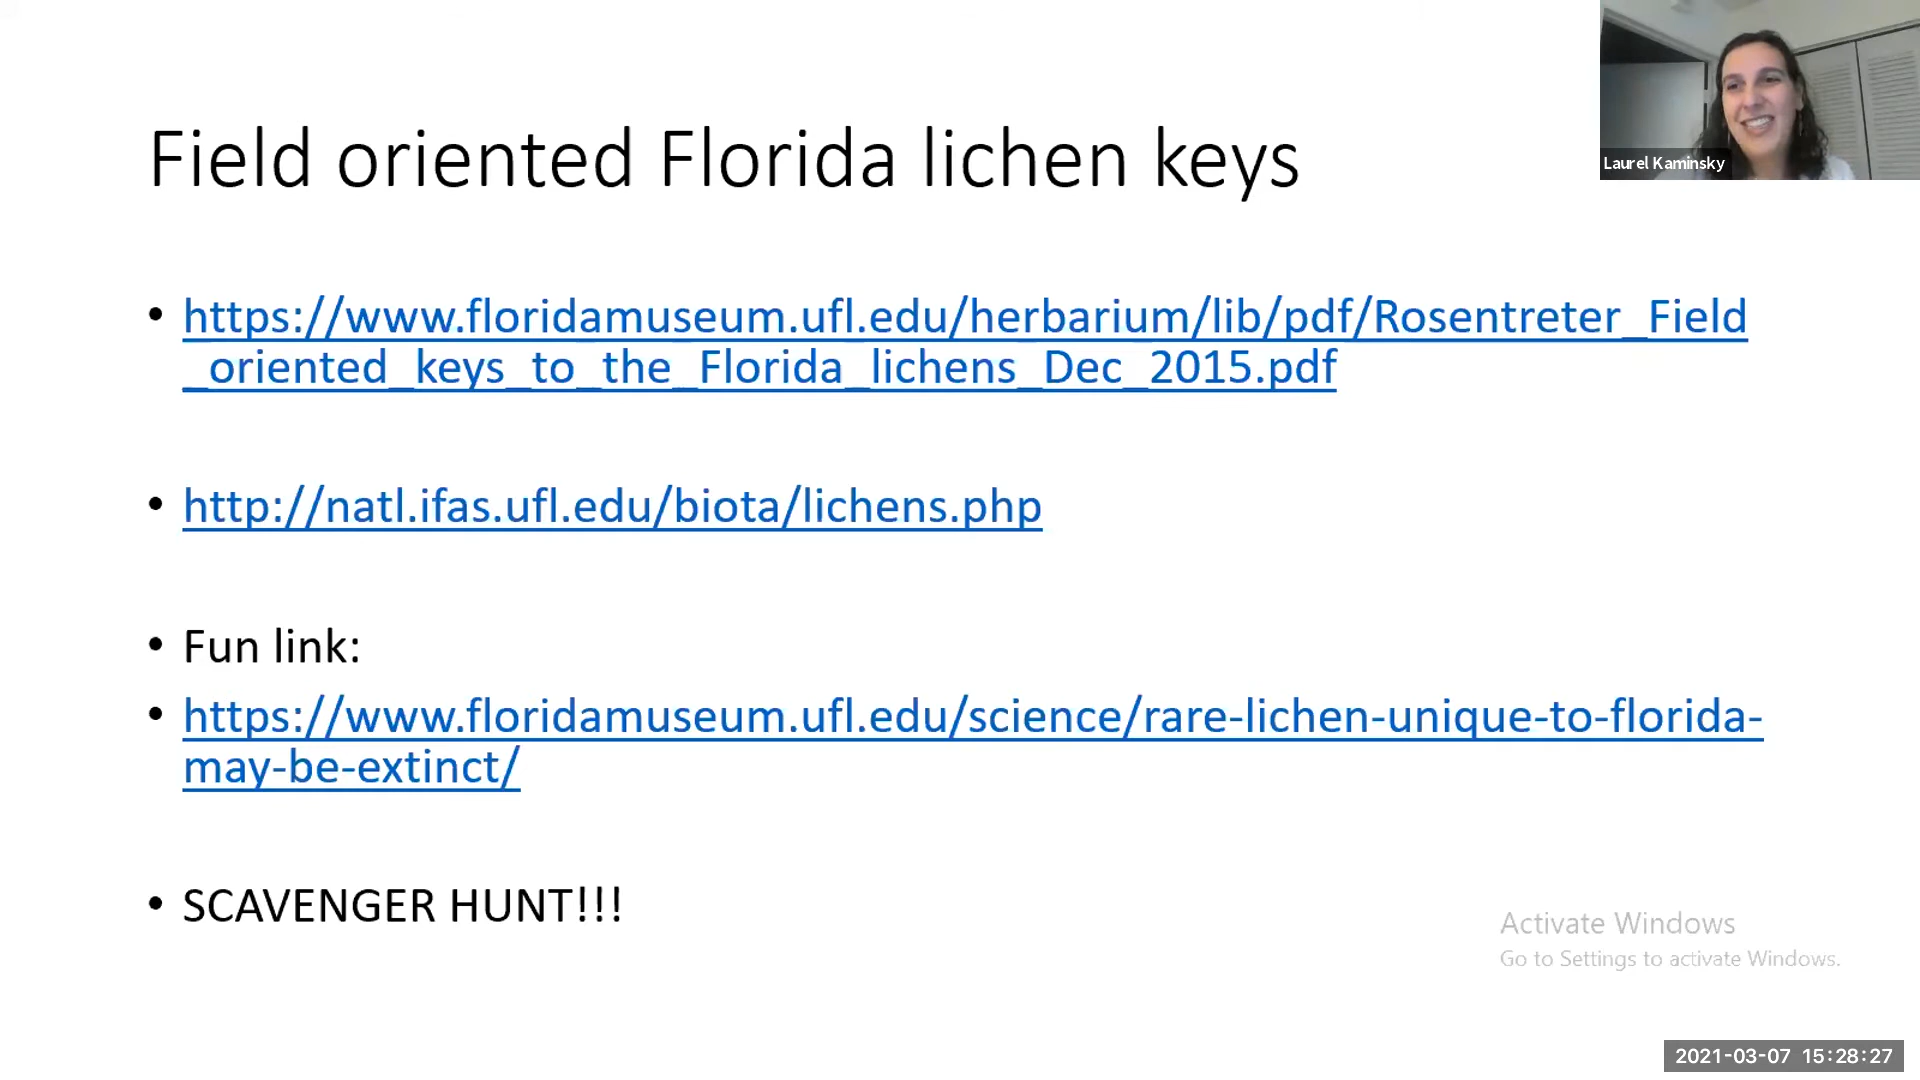 Field oriented Florida lichen keys
Laurel Kaminsky
• https://www.floridamuseum.ufl.edu/herbarium/lib/pdf/Rosentreter_Field
_oriented_keys_to_the_Florida_lichens_Dec_2015.pdf
• http://natl.ifas.ufl.edu/biota/lichens.php
• Fun link:
• https://www.floridamuseum.ufl.edu/science/rare-lichen-unique-to-florida-
may-be-extinct/
• SCAVENGER HUNT!!!
Activate Windows
Go to Settings to activate Windows.
2021-03-07 15:28:27